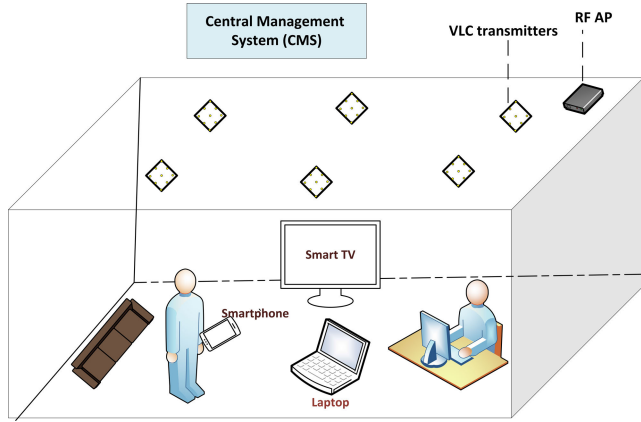 Central Management
System (CMS)
VLC transmitters
RF AP
Smart TV
Smartphone
Laptop